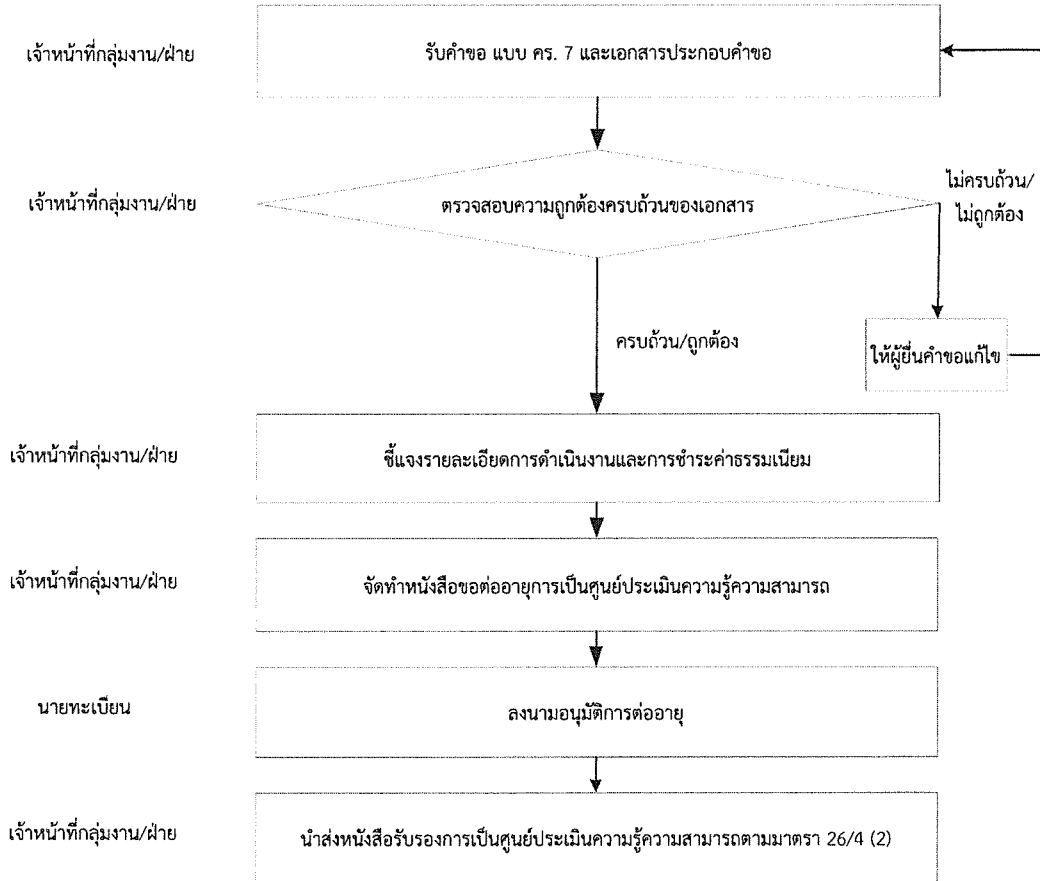 เจ้าหน้าที่กลุ่มงาน/ฝ่าย
รับคำขอ แบบ คร. 7 และเอกสารประกอบคำขอ
เจ้าหน้าที่กลุ่มงาน/ฝ่าย
ตรวจสอบความถูกต้องครบถ้วนของเอกสาร
ไม่ครบถ้วน/
ไม่ถูกต้อง
ครบถ้วน/ถูกต้อง
ให้ผู้ยื่นคำขอแก้ไข
เจ้าหน้าที่กลุ่มงาน/ฝ่าย
ชี้แจงรายละเอียดการดำเนินงานและการชำระค่าธรรมเนียม
เจ้าหน้าที่กลุ่มงาน/ฝ่าย
จัดทำหนังสือขอต่ออายุการเป็นศูนย์ประเมินความรู้ความสามารถ
นายทะเบียน
ลงนามอนุมัติการต่ออายุ
เจ้าหน้าที่กลุ่มงาน/ฝ่าย
นำส่งหนังสือรับรองการเป็นศูนย์ประเมินความรู้ความสามารถตามมาตรา 26/4 (2)